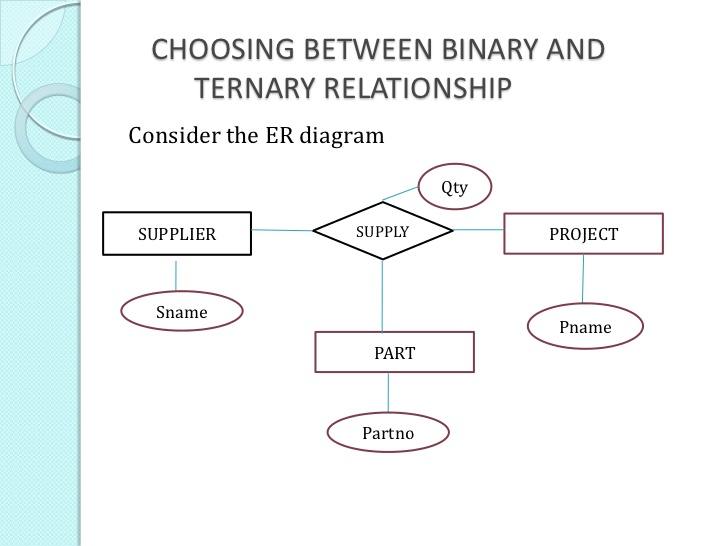 CHOOSING BETWEEN BINARY AND
TERNARY RELATIONSHIP
Consider the ER diagram
Qty
SUPPLIER
SUPPLY
PROJECT
Sname
Pname
PART
Partno